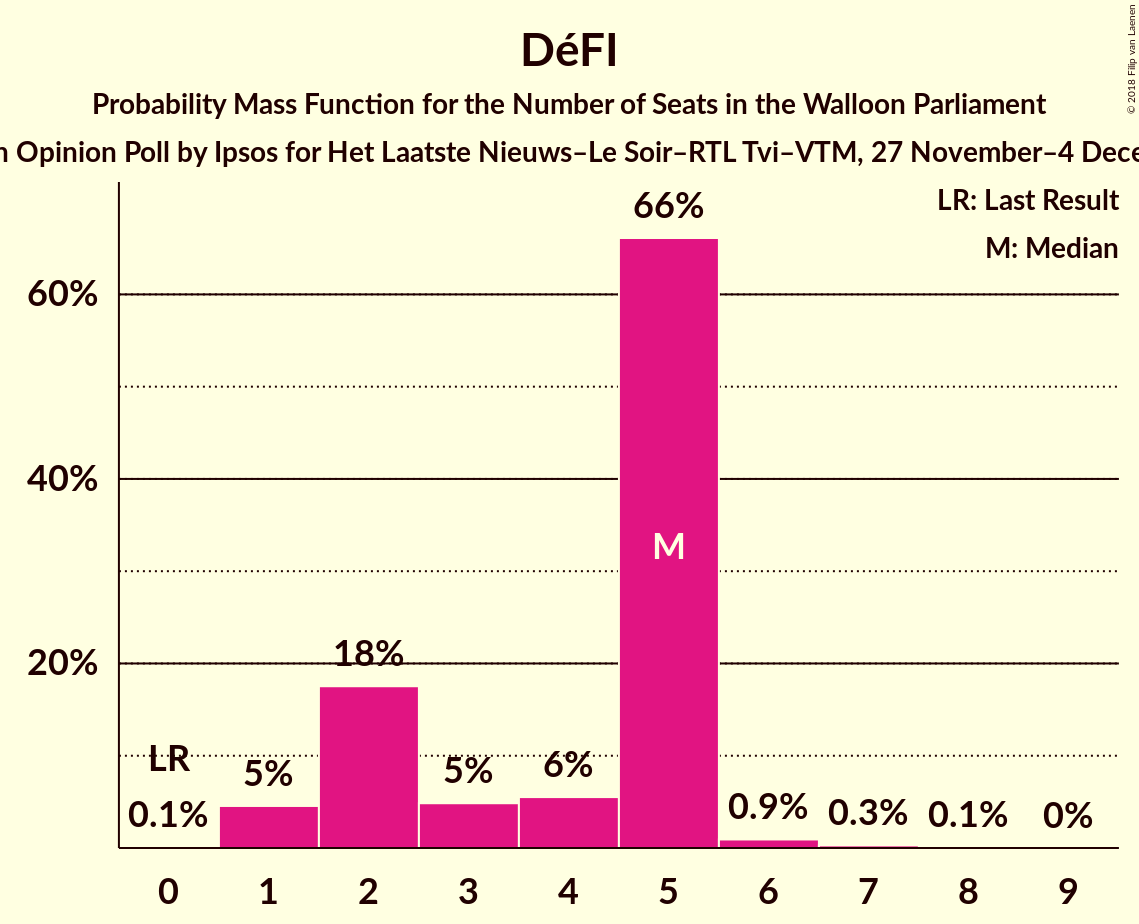 DéFI
Probability Mass Function for the Number of Seats in the Walloon Parliament
Opinion Poll by Ipsos for Het Laatste Nieuws–Le Soir–RTL Tvi–VTM, 27 November–4
© 2018 Filip van Laenen
LR: Last Result
M: Median
66%
60%
40%
M
20%
18%
LR
0.1%
5%
5%
6%
0.9%
0.3%
0.1%
0%
0 1 2 3 4 5 6 7 8 9